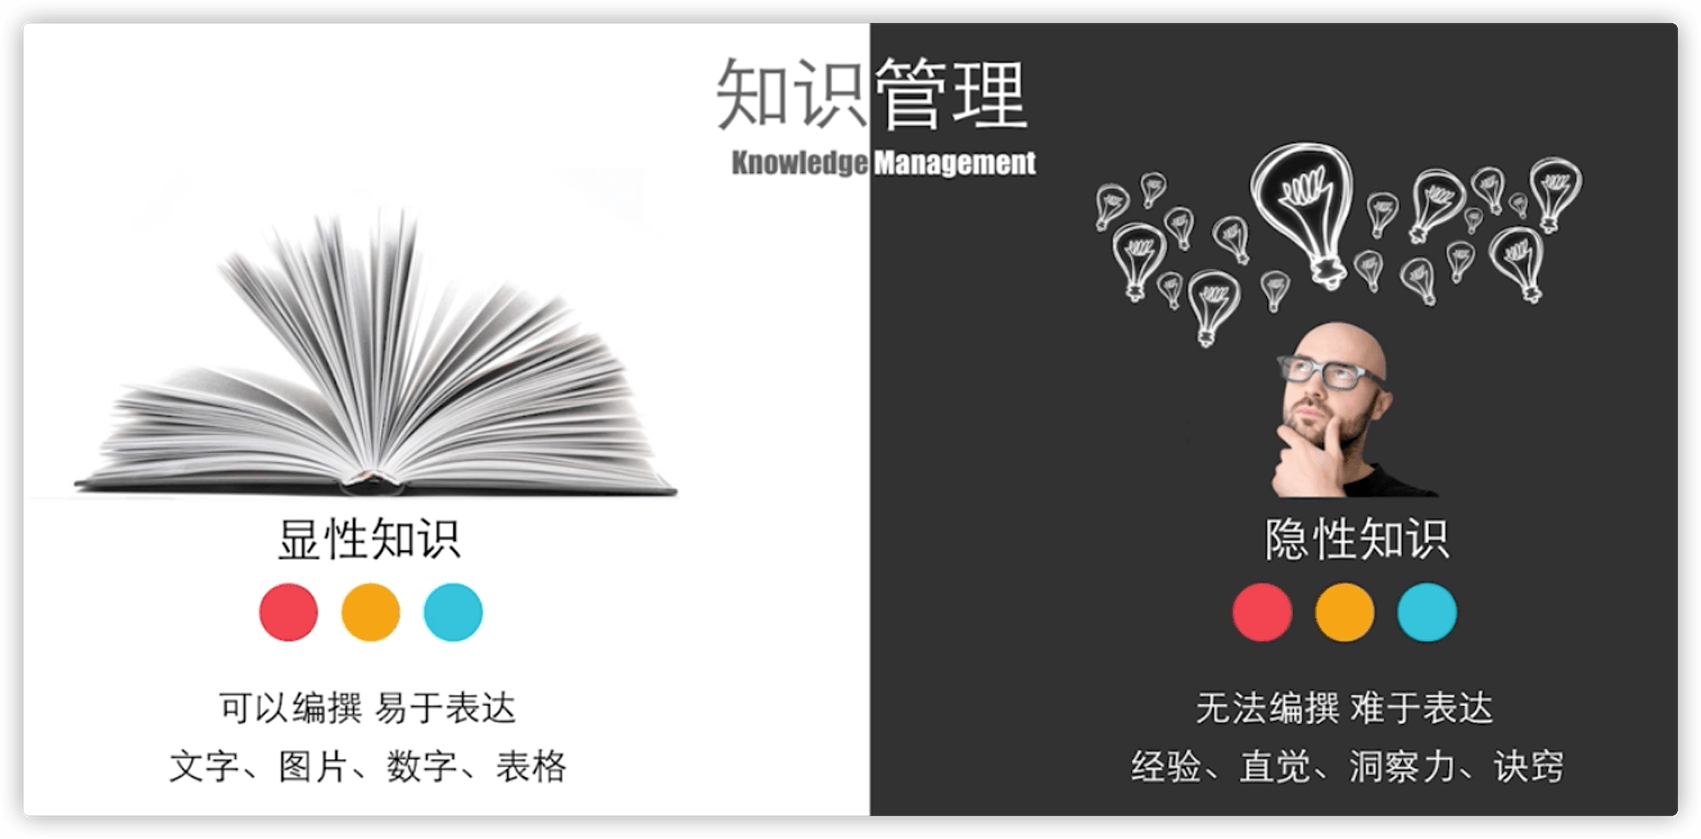 知识管理
Knowledge Management
显性知识
可以编撰 易于表达
文字、图片、数字、表格
隐性知识
无法编撰 难于表达
经验、直觉、洞察力、诀窍